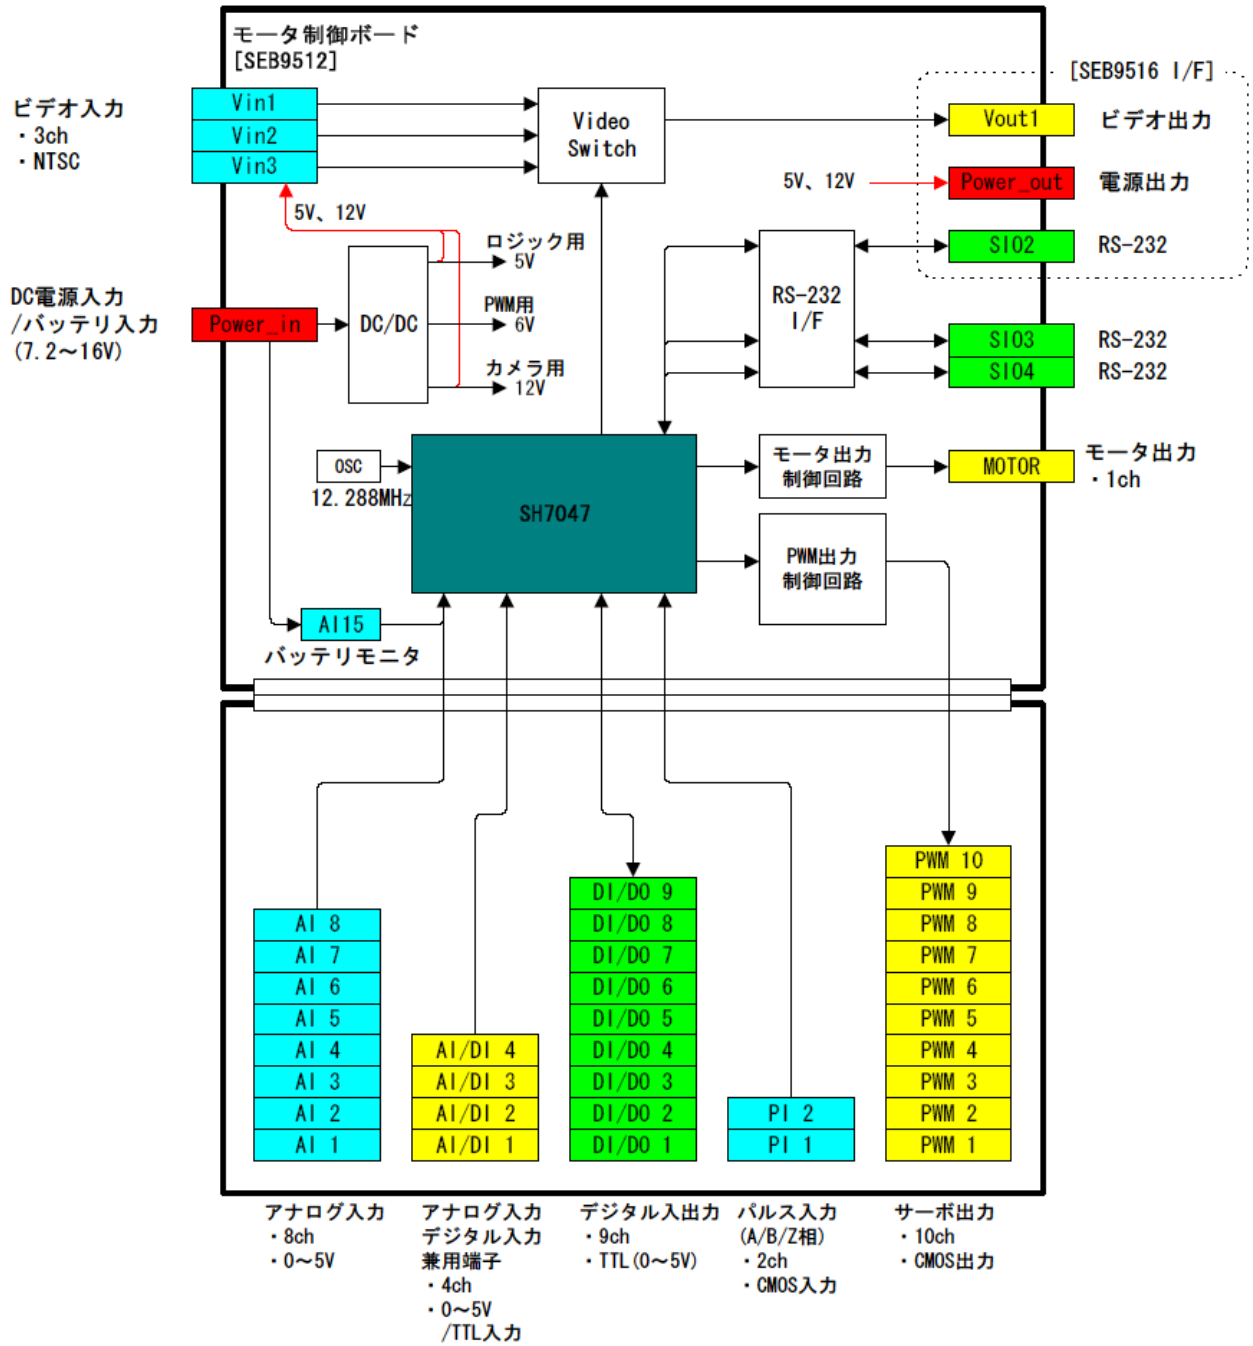 モータ制御ボード
[SEB9512]
[SEB9516 I/F]
ビデオ入力
・3ch
・NTSC
Vin1
Vin2
Vin3
Video
Switch
Vout1
ビデオ出力
5V、12V
Power_out
電源出力
5V、12V
SIO2
RS-232
DC電源入力
/バッテリ入力
(7.2～16V)
Power_in
DC/DC
ロジック用
5V
PWM用
6V
カメラ用
12V
RS-232
I/F
SIO3
RS-232
SIO4
RS-232
OSC
12.288MHz
SH7047
モータ出力
制御回路
MOTOR
モータ出力
・1ch
PWM出力
制御回路
AI15
バッテリモニタ
AI 8
AI 7
AI 6
AI 5
AI 4
AI 3
AI 2
AI 1
AI/DI 4
AI/DI 3
AI/DI 2
AI/DI 1
DI/DO 9
DI/DO 8
DI/DO 7
DI/DO 6
DI/DO 5
DI/DO 4
DI/DO 3
DI/DO 2
DI/DO 1
PI 2
PI 1
PWM 10
PWM 9
PWM 8
PWM 7
PWM 6
PWM 5
PWM 4
PWM 3
PWM 2
PWM 1
アナログ入力
・8ch
・0～5V
アナログ入力
デジタル入力
兼用端子
・4ch
・0～5V
/TTL入力
デジタル入出力
・9ch
・TTL(0～5V)
パルス入力
(A/B/Z相)
・2ch
・CMOS入力
サーボ出力
・10ch
・CMOS出力